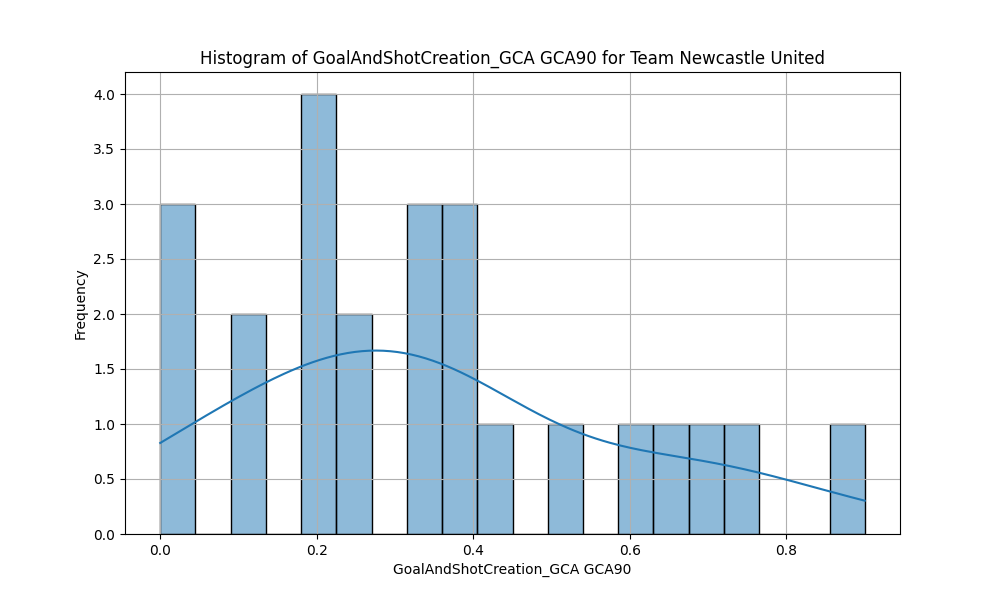 Histogram of GoalAndShotCreation_GCA GCA90 for Team Newcastle United
4.0
3.5
3.0
2.5
2.0
1.5
1.0
0.5
0.0
Frequency
0.0 0.2 0.4 0.6 0.8
GoalAndShotCreation_GCA GCA90